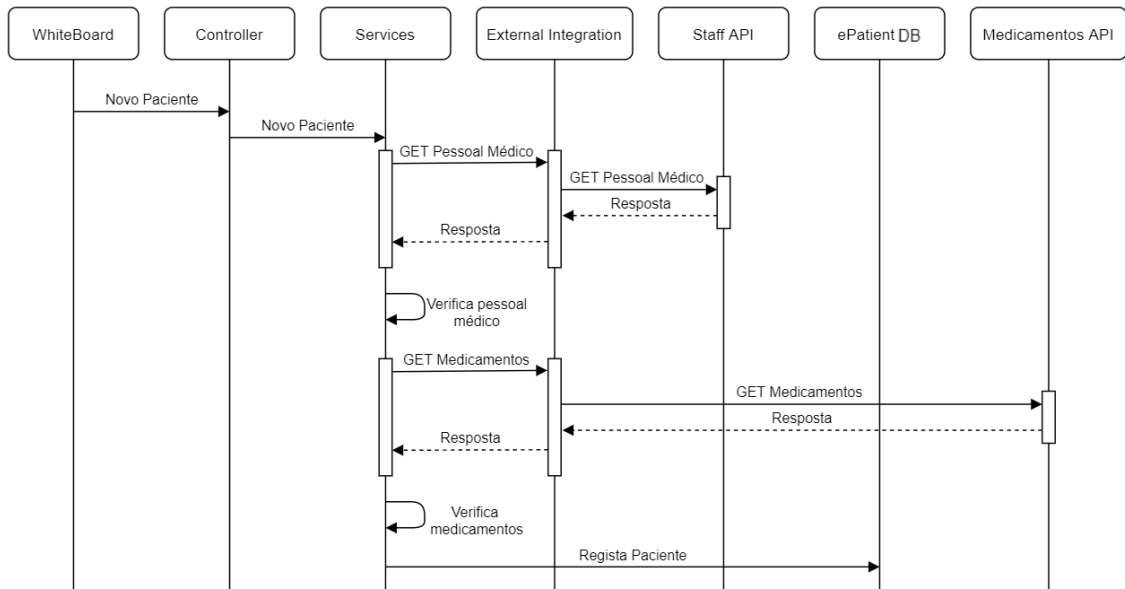 WhiteBoard
Controller
Services
External Integration
Staff API
ePatient DB
Medicamentos API
Novo Paciente
Novo Paciente
GET Pessoal Médico
GET Pessoal Médico
Resposta
Resposta
Verifica pessoal
médico
GET Medicamentos
GET Medicamentos
Resposta
Resposta
Verifica
medicamentos
Regista Paciente